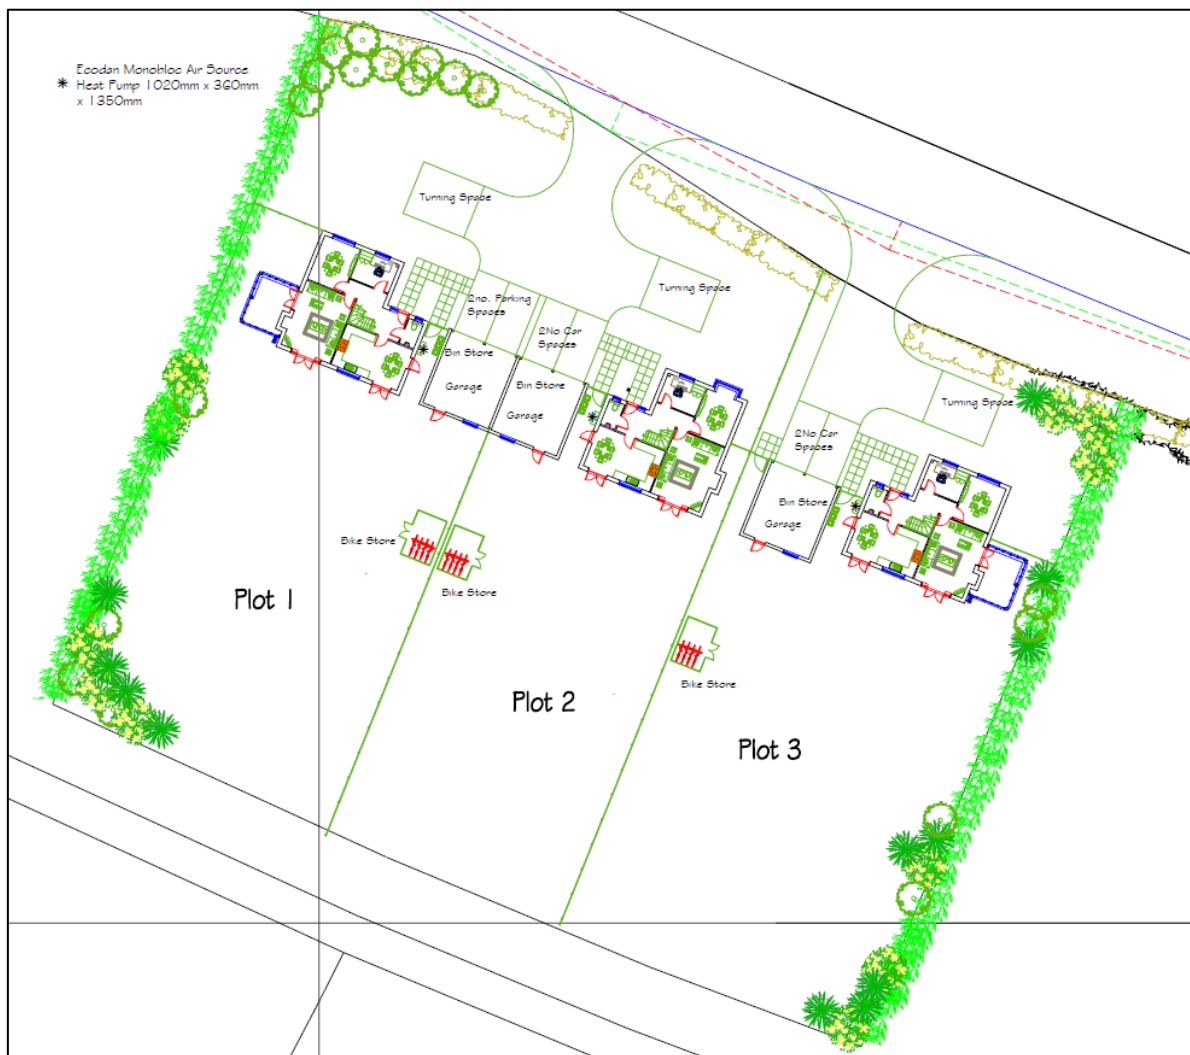 Ecodan Monobloc Air Source
Heat Pump 1020mm x 360mm
x 1350mm
Turning Space
Turning Space
2no. Parking
Spaces
2No Car
Spaces
Bin Store
Garage
Bin Store
Garage
Turning Space
2No Car
Spaces
Bin Store
Garage
Bike Store
Bike Store
Plot 1
Bike Store
Plot 2
Plot 3